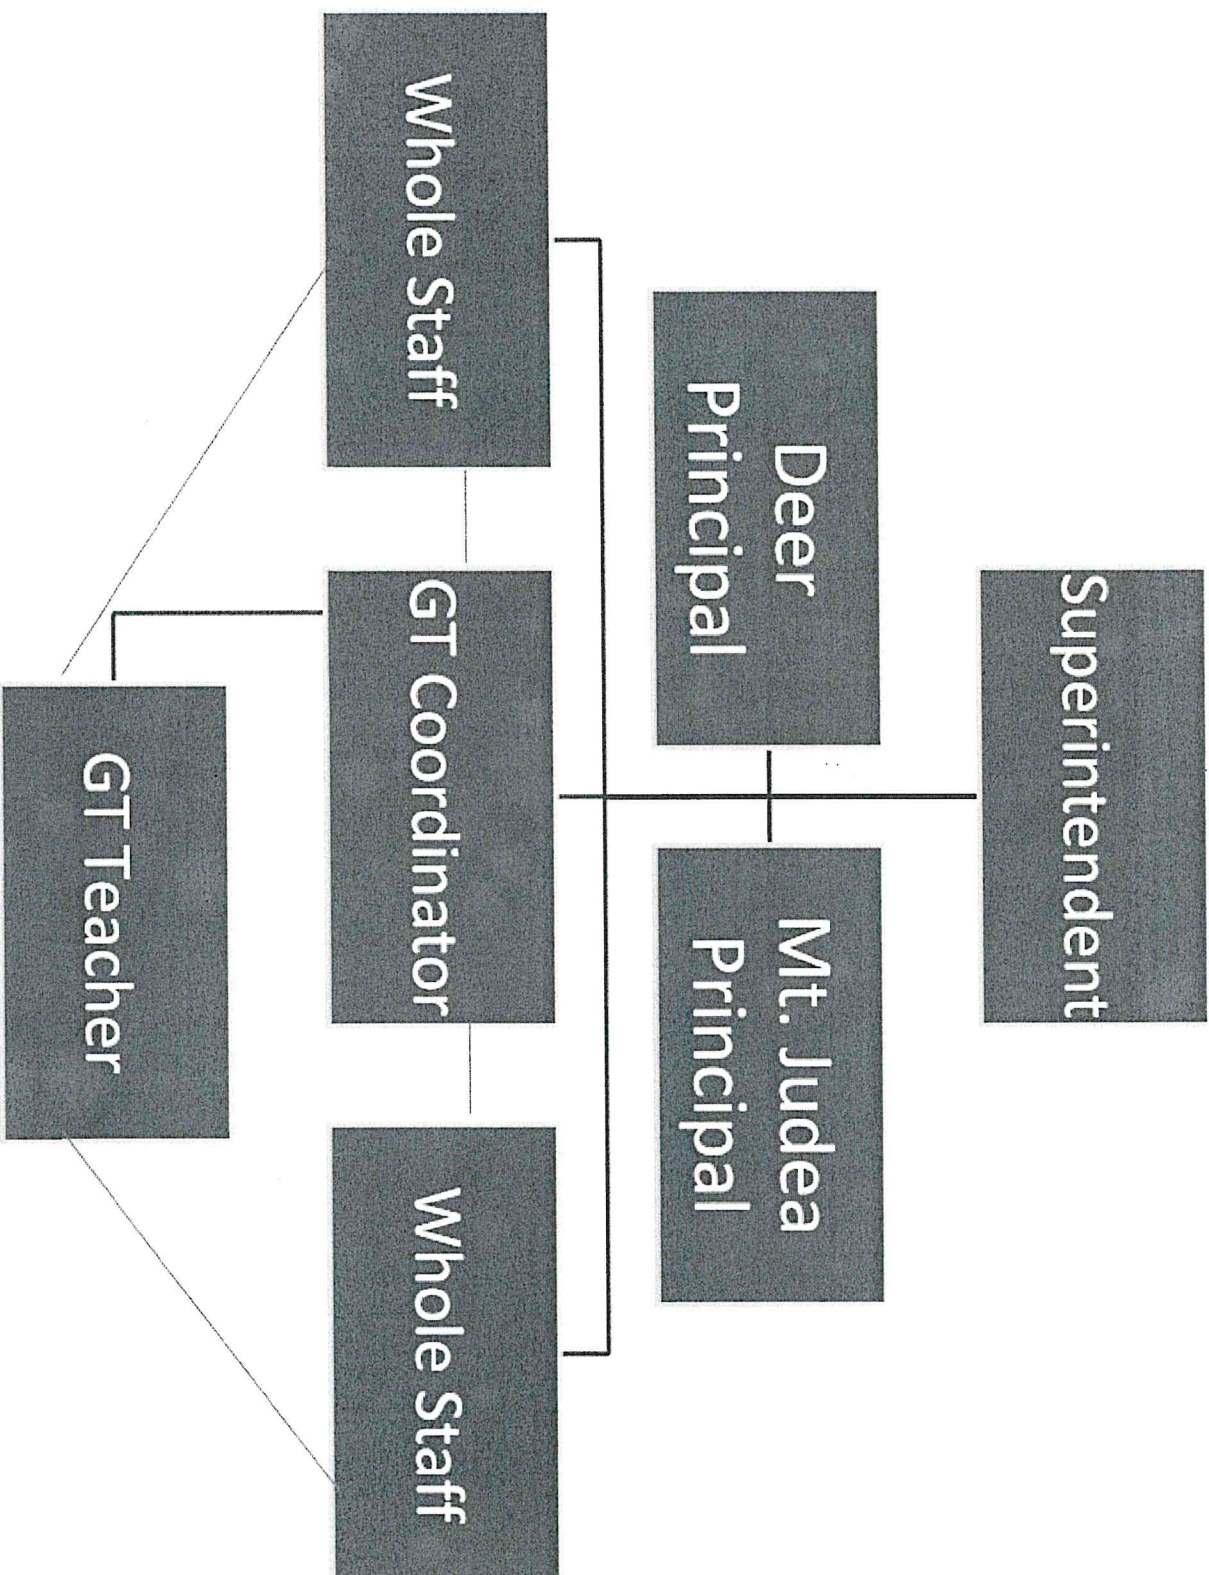 Superintendent
Deer
Principal
Mt. Judea
Principal
Whole Staff
GT Coordinator
Whole Staff
GT Teacher